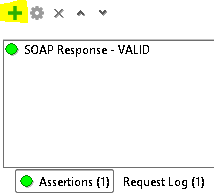 SOAP Response - VALID
Assertions (1) Request Log (1)